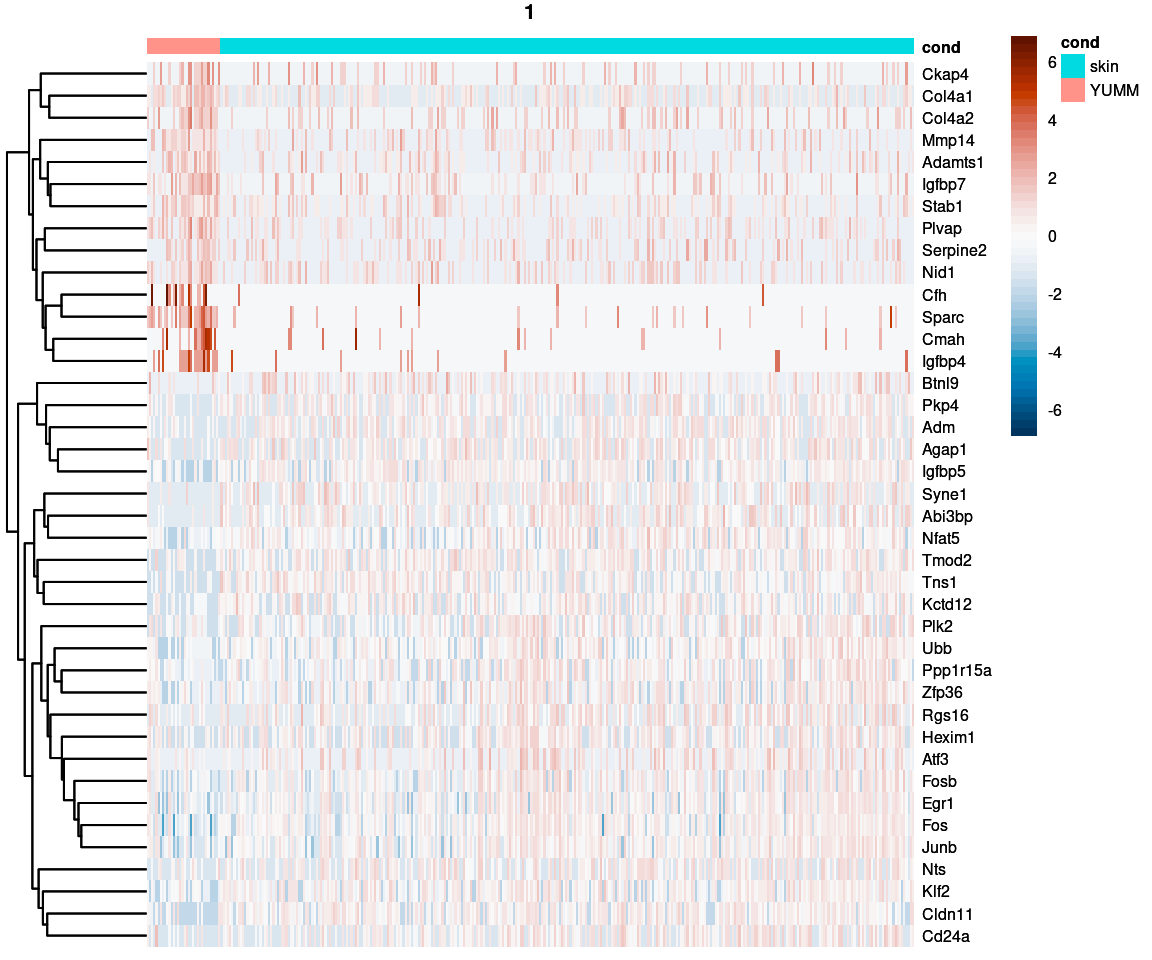 1
cond
Ckap4
Col4a1
Col4a2
Mmp14
Adamts1
Igfbp7
Stab1
Plvap
Serpine2
Nid1
Cfh
Sparc
Cmah
Igfbp4
Btnl9
Pkp4
Adm
Agap1
Igfbp5
Syne1
Abi3bp
Nfat5
Tmod2
Tns1
Kctd12
Plk2
Ubb
Ppp1r15a
Zfp36
Rgs16
Hexim1
Atf3
Fosb
Egr1
Fos
Junb
Nts
Klf2
Cldn11
Cd24a
6
4
2
0
-2
-4
-6
cond
skin
YUMM